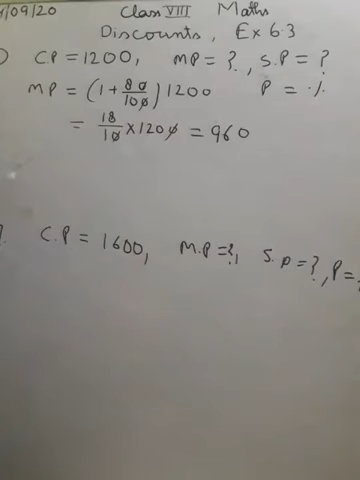 /09/20 Class VIII Maths
Discounts, Ex 6.3
) CP = 1200, MP = ?, S.P = ?
MP = (1 + 80/100) 1200 P = .%
= 18/10 × 1200 = 960
?. C.P = 1600, M.P = ?, S.P = ?, P =